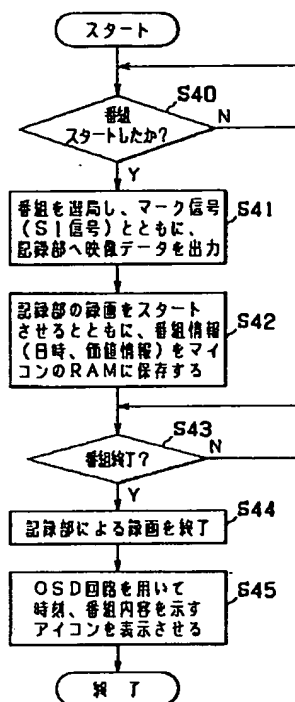 スタート
S40
番組
スタートしたか?
N
Y
番組を選局し、マーク信号
(SI信号)とともに、
記録部へ映像データを出力
S41
記録部の録画をスタート
させるとともに、番組情報
(日時、価値情報)をマイ
コンのRAMに保存する
S42
S43
番組終了?
N
Y
記録部による録画を終了
S44
OSD回路を用いて
時刻、番組内容を示す
アイコンを表示させる
S45
終 了